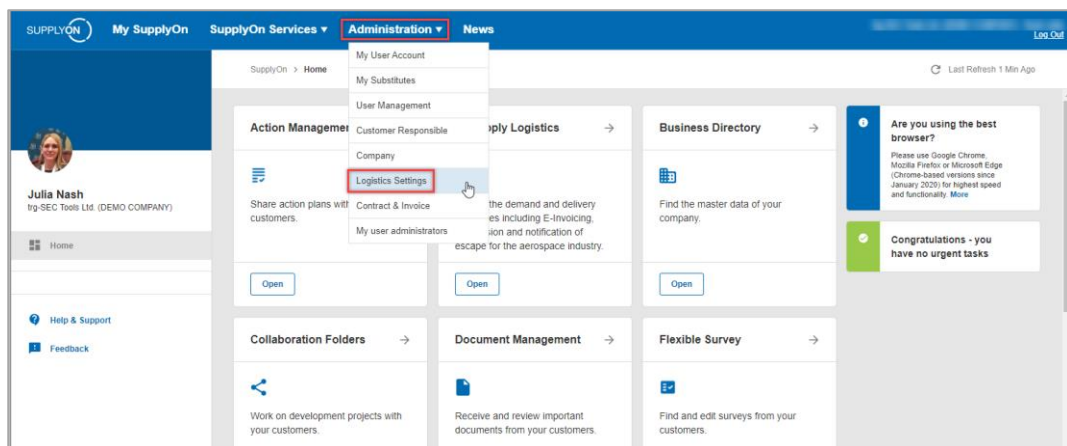 SUPPLYON
My SupplyOn
SupplyOn Services ▾
Administration ▾
News
Log Out
My User Account
My Substitutes
User Management
Customer Responsible
Company
Logistics Settings
Contract & Invoice
My user administrators
SupplyOn > Home
Last Refresh 1 Min Ago
Julia Nash
trg-SEC Tools Ltd. (DEMO COMPANY)
Home
Help & Support
Feedback
Action Managemen
Share action plans with
customers.
Open
ply Logistics
the demand and delivery
es including E-Invoicing,
sion and notification of
escape for the aerospace industry.
Open
Business Directory
Find the master data of your
company.
Open
Are you using the best
browser?
Please use Google Chrome,
Mozilla Firefox or Microsoft Edge
(Chrome-based versions since
January 2020) for highest speed
and functionality. More
Congratulations - you
have no urgent tasks
Collaboration Folders
Work on development projects with
your customers.
Document Management
Receive and review important
documents from your customers.
Flexible Survey
Find and edit surveys from your
customers.